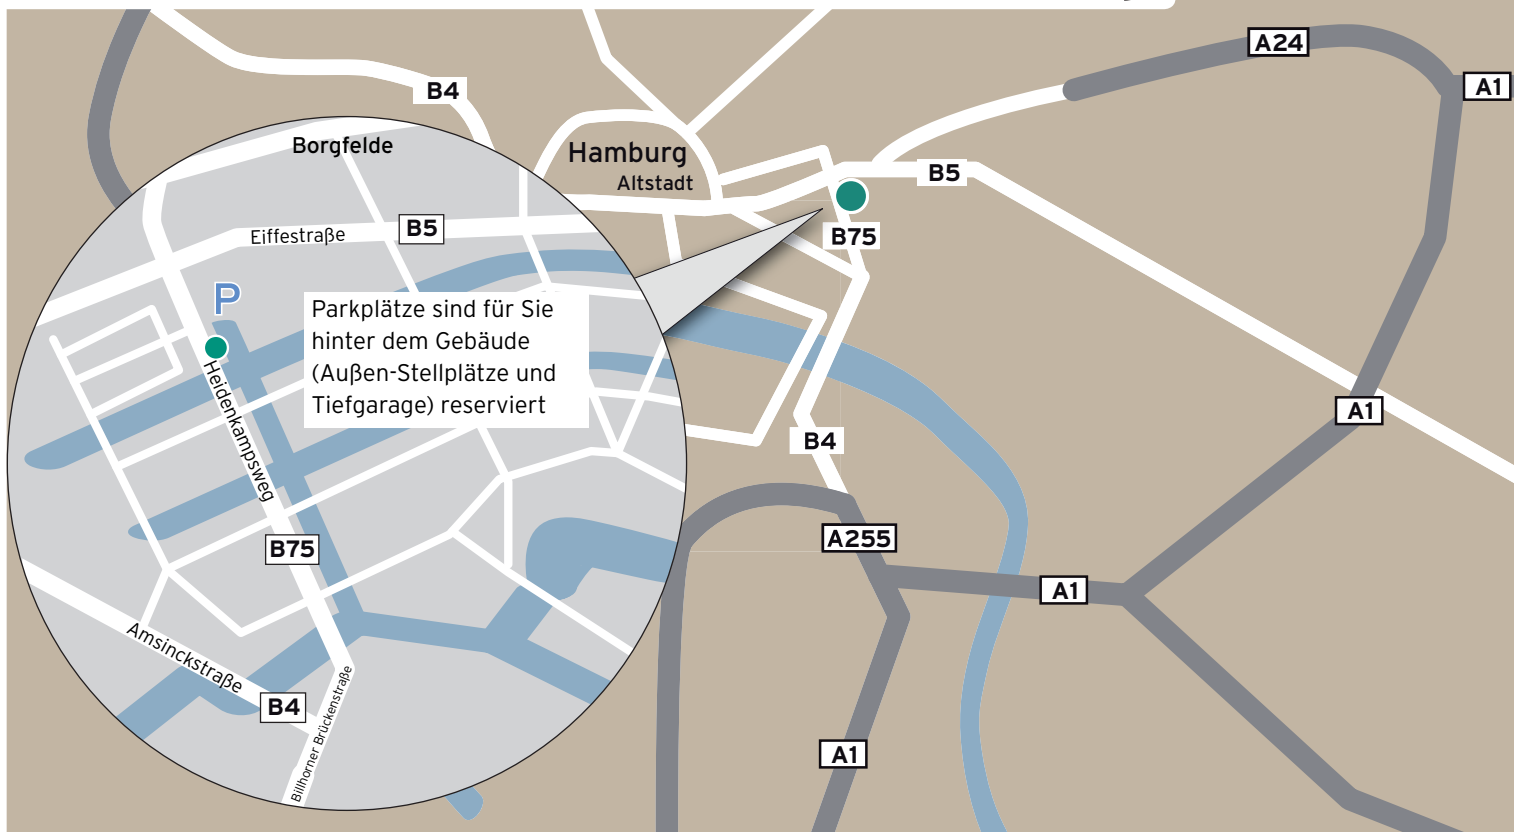 A24
A1
B4
Borgfelde
Hamburg
Altstadt
B5
B5
Eiffestraße
B75
P
Parkplätze sind für Sie
hinter dem Gebäude
(Außen-Stellplätze und
Tiefgarage) reserviert
Heidenkampsweg
A1
B4
A255
B75
A1
Amsinckstraße
B4
Billhorner Brückenstraße
A1